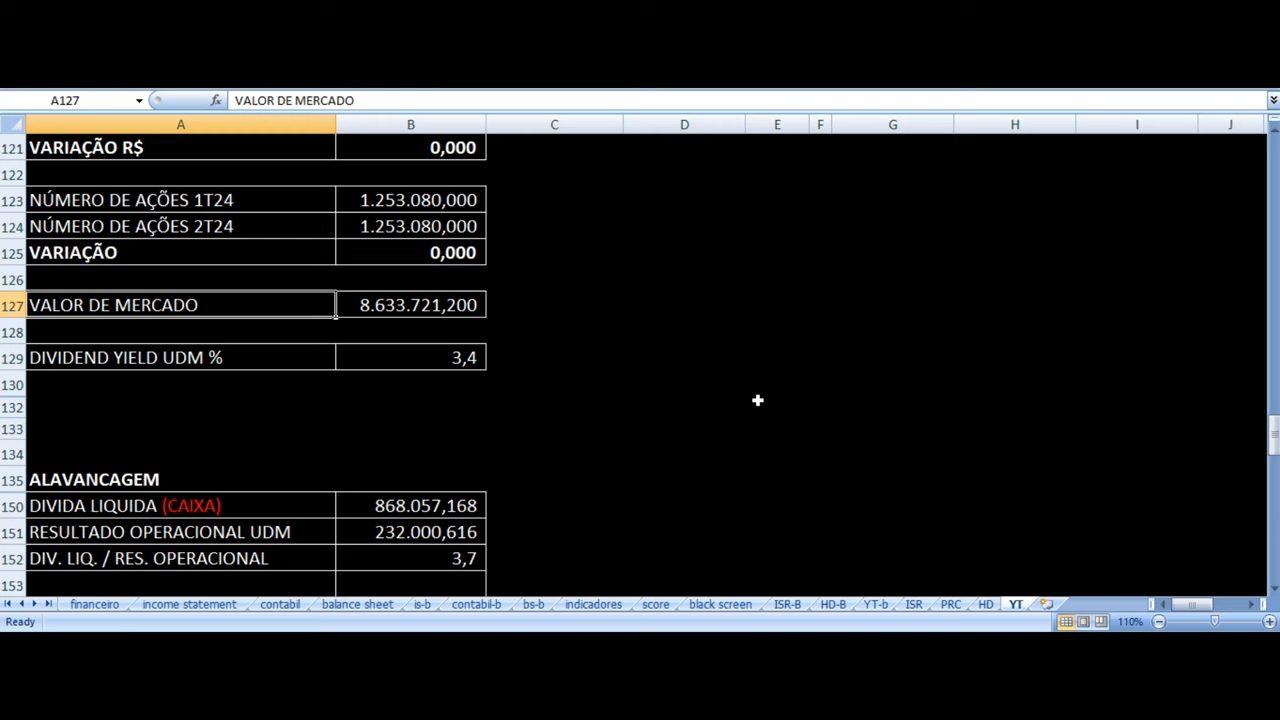 A127 fx VALOR DE MERCADO
A B C D E F G H I J
121 VARIAÇÃO R$ 0,000
122
123 NÚMERO DE AÇÕES 1T24 1.253.080,000
124 NÚMERO DE AÇÕES 2T24 1.253.080,000
125 VARIAÇÃO 0,000
126
127 VALOR DE MERCADO 8.633.721,200
128
129 DIVIDEND YIELD UDM % 3,4
130
132
133
134
135 ALAVANCAGEM
150 DIVIDA LIQUIDA (CAIXA) 868.057,168
151 RESULTADO OPERACIONAL UDM 232.000,616
152 DIV. LIQ. / RES. OPERACIONAL 3,7
153
financeiro income statement contabil balance sheet is-b contabil-b bs-b indicadores score black screen ISR-B HD-B YT-b ISR PRC HD YT
Ready 110%